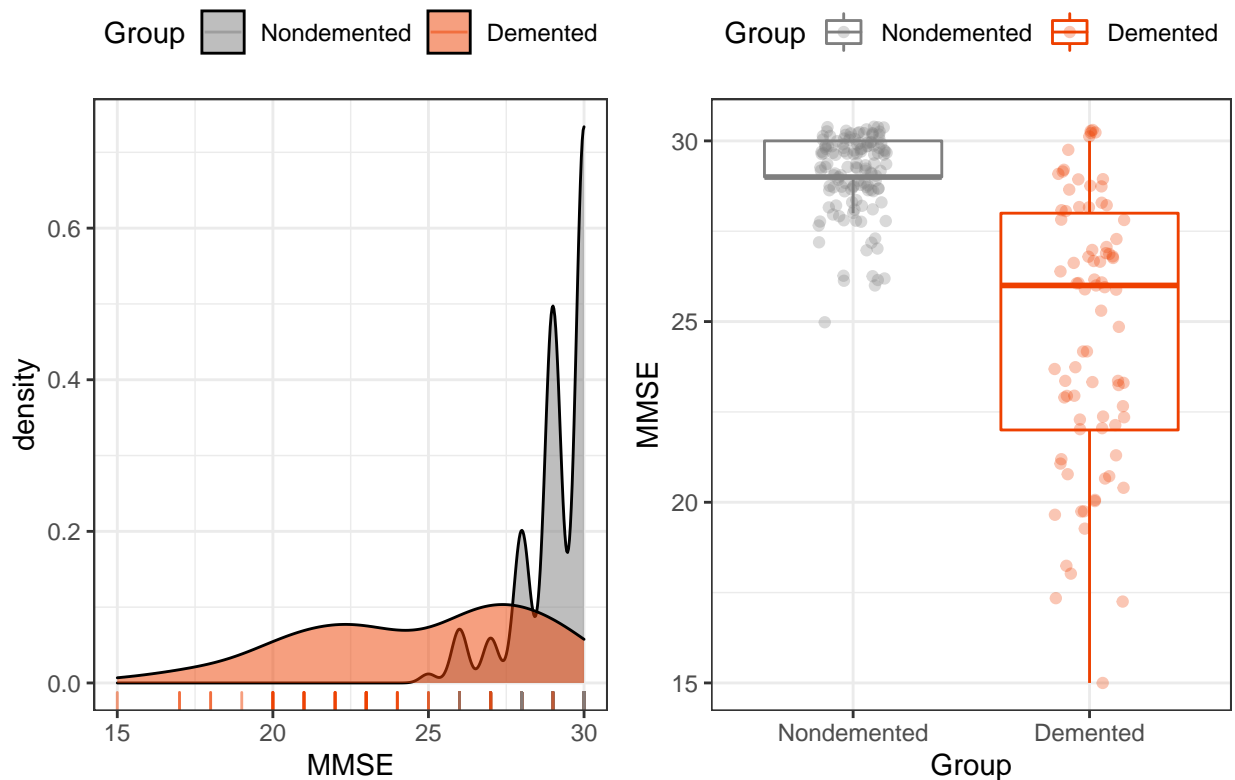 Group Nondemented Demented
0.6
0.4
0.2
0.0
density
15 20 25 30
MMSE
Group Nondemented Demented
30
25
20
15
MMSE
Nondemented Demented
Group